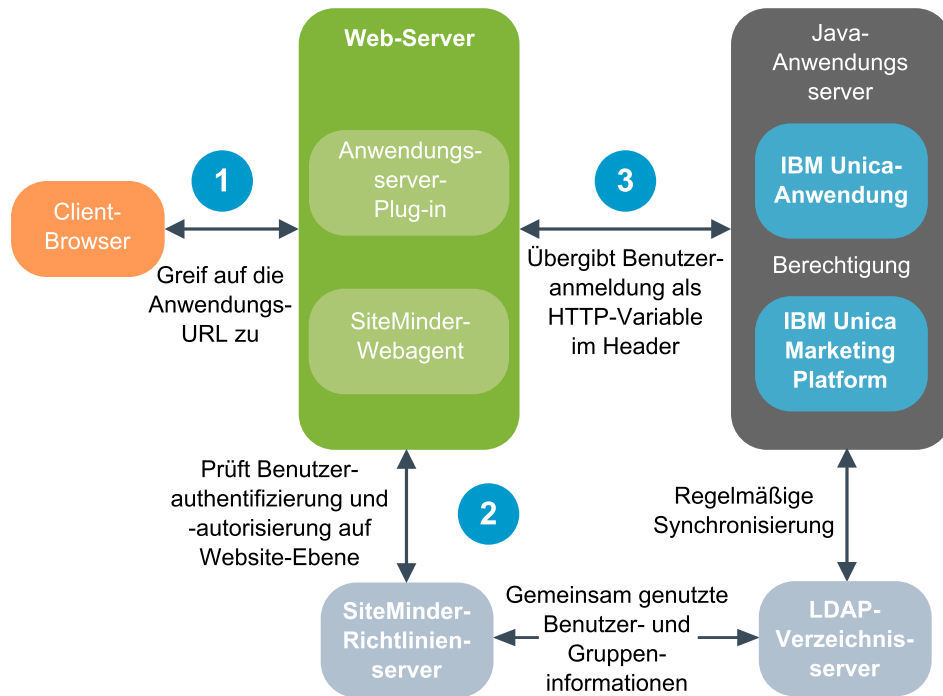 Web-Server
Anwendungs-
server-
Plug-in
SiteMinder-
Webagent
Java-
Anwendungs
server
IBM Unica-
Anwendung
Berechtigung
IBM Unica
Marketing
Platform
Client-
Browser
1
Greif auf die
Anwendungs-
URL zu
3
Übergibt Benutzer-
anmeldung als
HTTP-Variable
im Header
Prüft Benutzer-
authentifizierung und
-autorisierung auf
Website-Ebene
2
Regelmäßige
Synchronisierung
SiteMinder-
Richtlinien
server
Gemeinsam genutzte
Benutzer- und
Gruppen-
informationen
LDAP-
Verzeichnis-
server